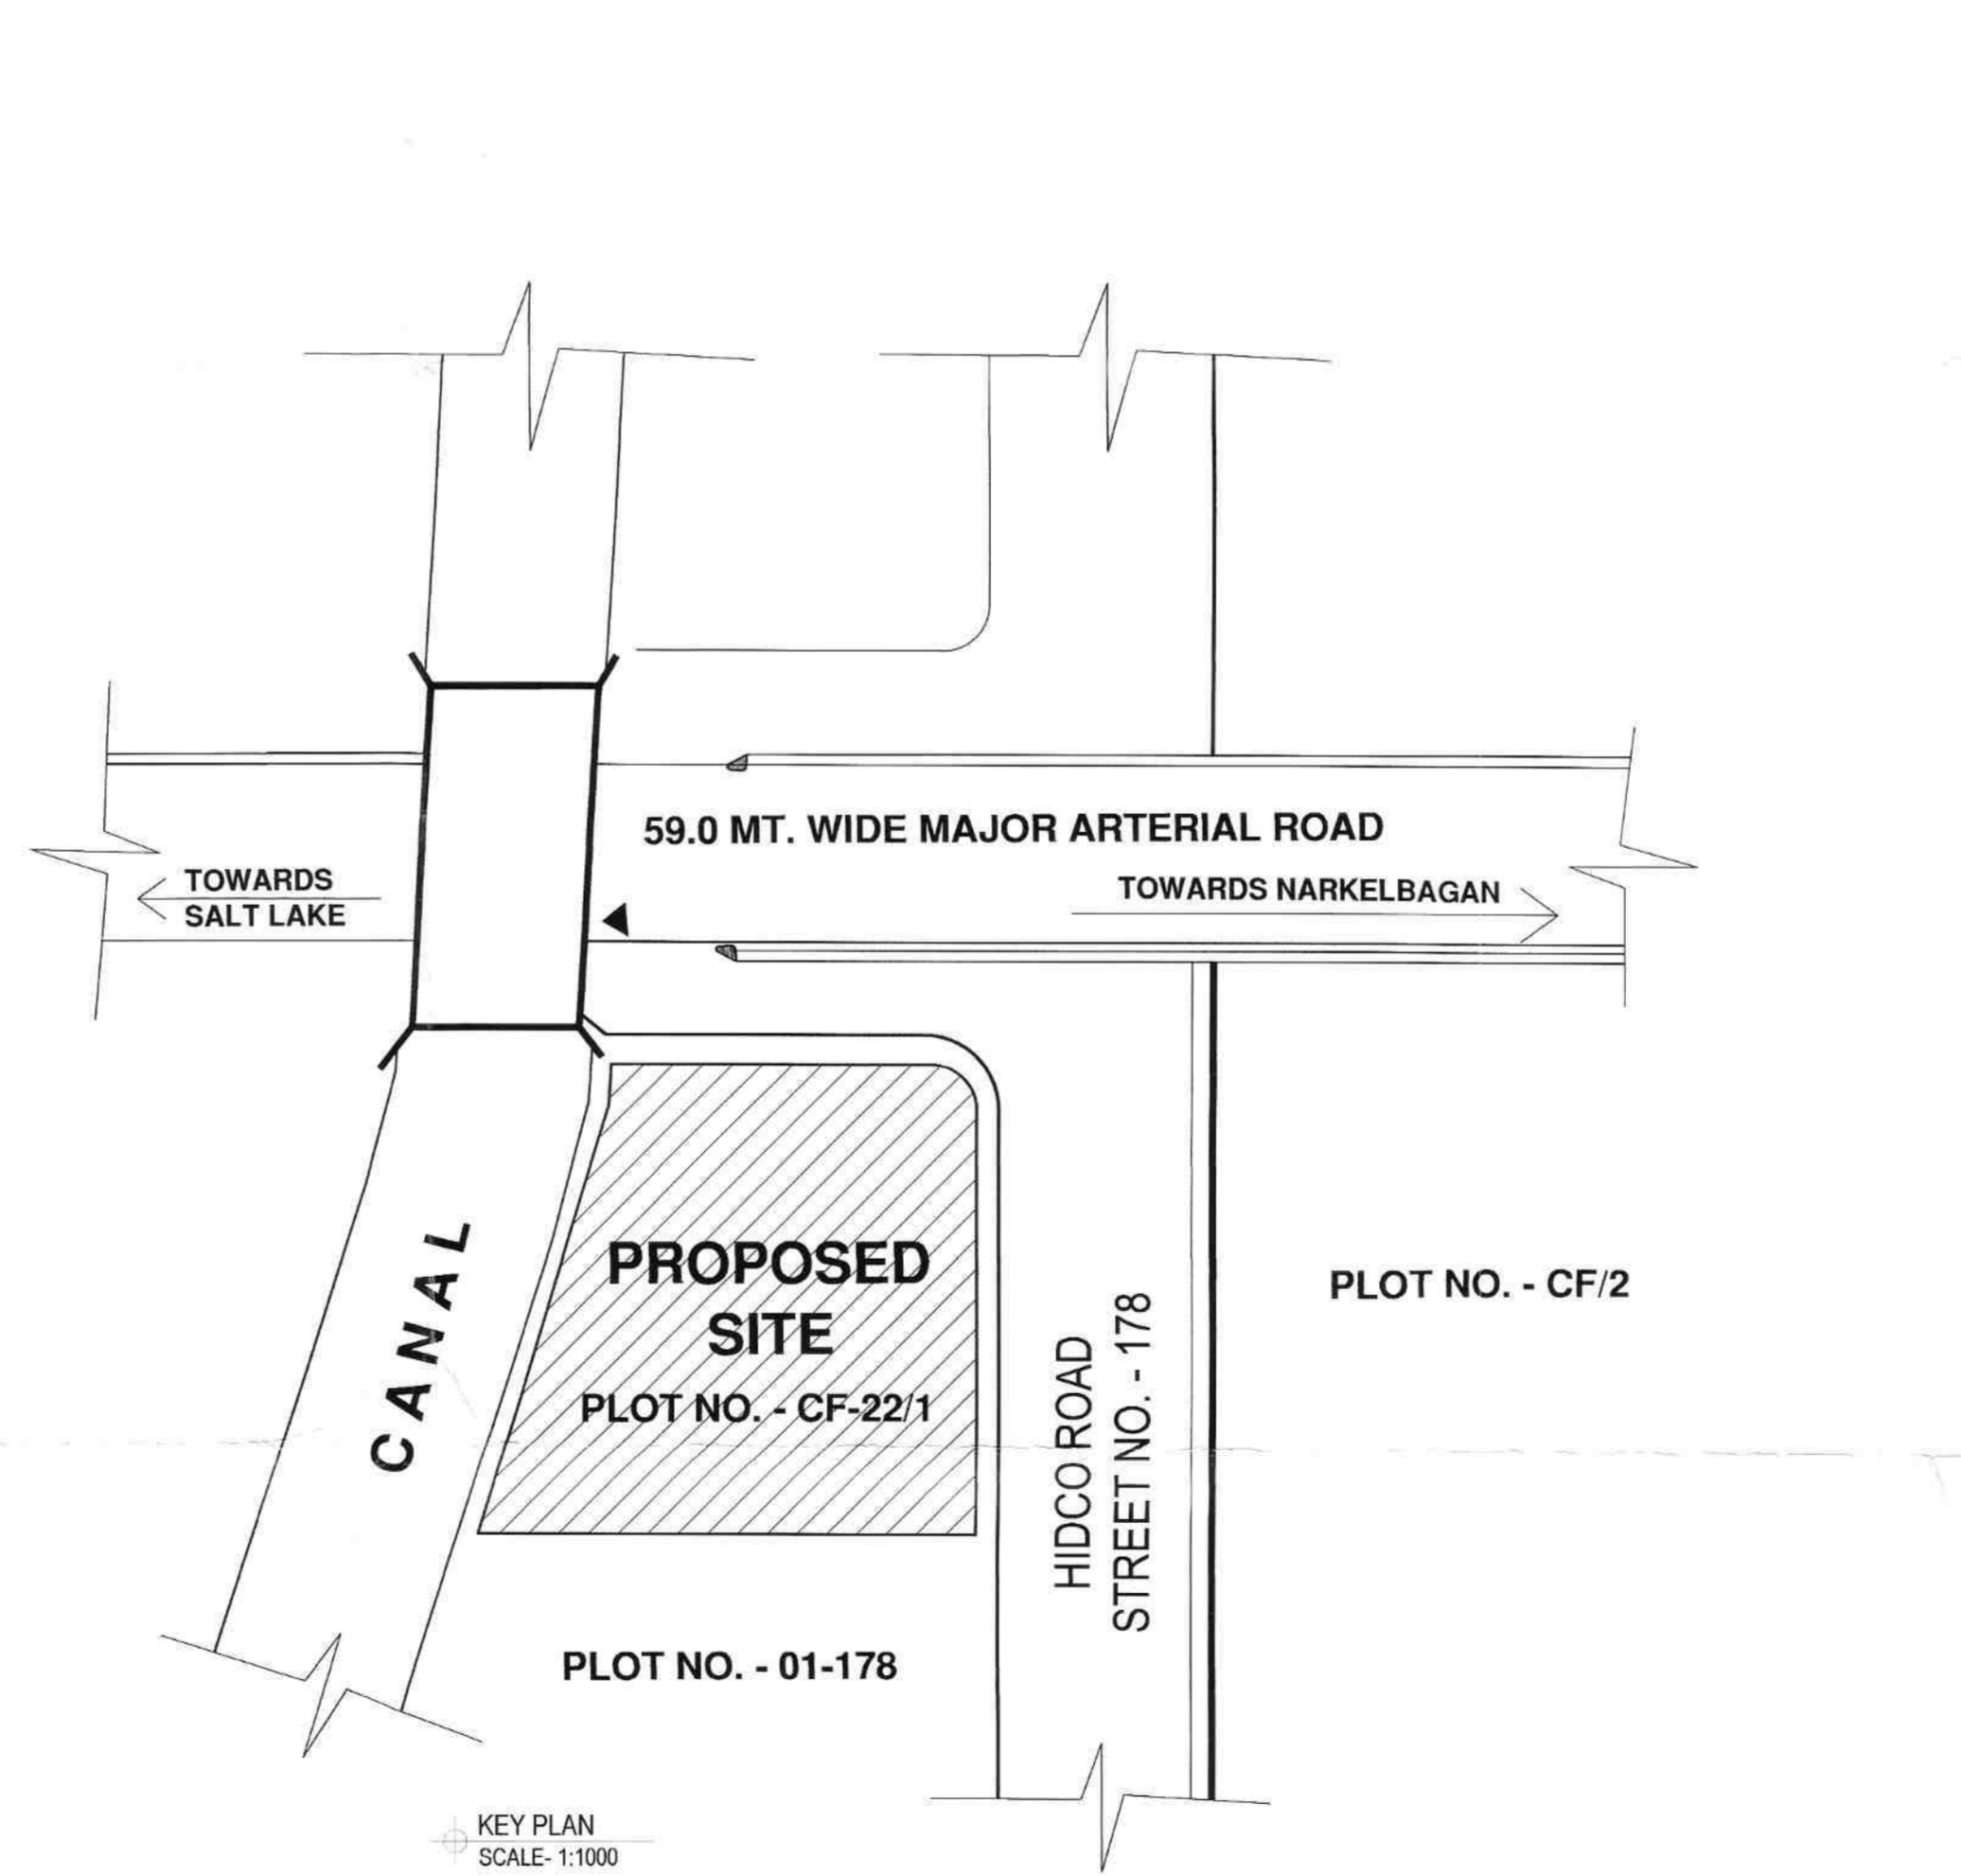 59.0 MT. WIDE MAJOR ARTERIAL ROAD
TOWARDS
SALT LAKE
TOWARDS NARKELBAGAN
CANAL
PROPOSED
SITE
PLOT NO. - CF-22/1
HIDCO ROAD
STREET NO. - 178
PLOT NO. - CF/2
PLOT NO. - 01-178
KEY PLAN
SCALE- 1:1000